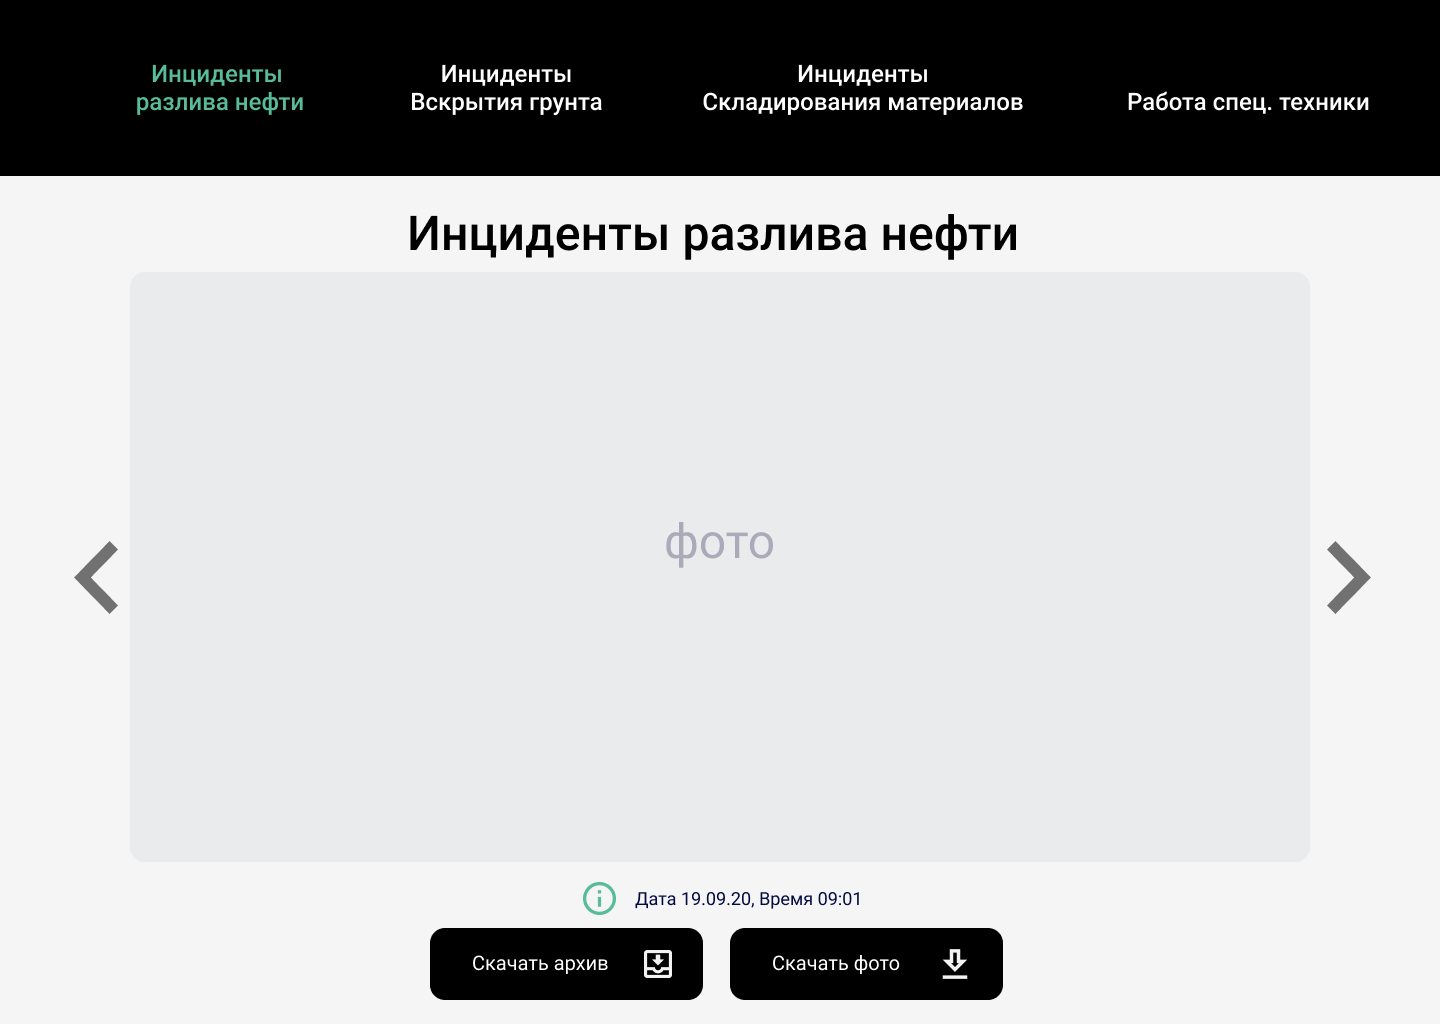 Инциденты
разлива нефти
Инциденты
Вскрытия грунта
Инциденты
Складирования материалов
Работа спец. техники
Инциденты разлива нефти
фото
Дата 19.09.20, Время 09:01
Скачать архив
Скачать фото